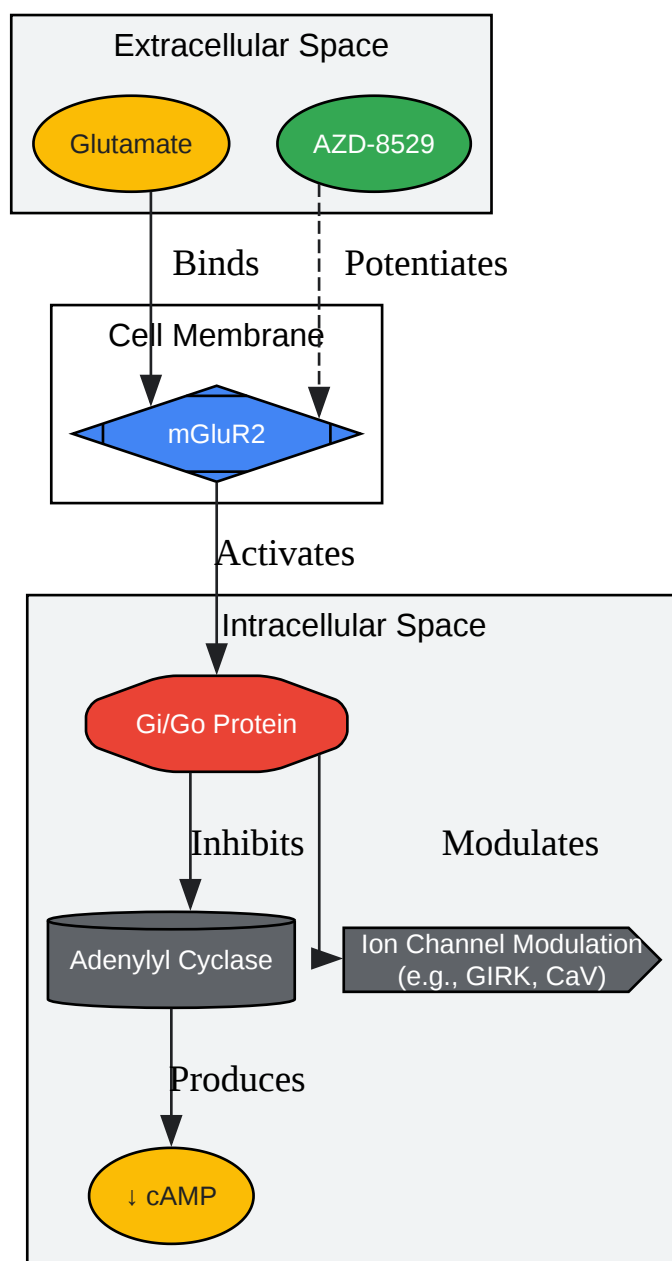 Extracellular Space
Glutamate
AZD-8529
Binds
Potentiates
Cell Membrane
mGluR2
Activates
Intracellular Space
Gi/Go Protein
Inhibits
Modulates
Adenylyl Cyclase
Ion Channel Modulation
(e.g., GIRK, CaV)
Produces
↓ cAMP